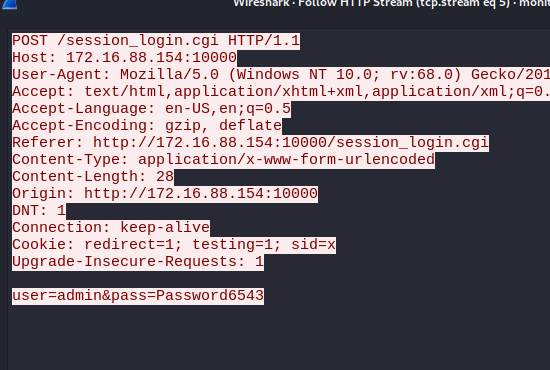 Wireshark · Follow HTTP Stream (tcp.stream eq 5) · moni
POST /session_login.cgi HTTP/1.1
Host: 172.16.88.154:10000
User-Agent: Mozilla/5.0 (Windows NT 10.0; rv:68.0) Gecko/201
Accept: text/html,application/xhtml+xml,application/xml;q=0.
Accept-Language: en-US,en;q=0.5
Accept-Encoding: gzip, deflate
Referer: http://172.16.88.154:10000/session_login.cgi
Content-Type: application/x-www-form-urlencoded
Content-Length: 28
Origin: http://172.16.88.154:10000
DNT: 1
Connection: keep-alive
Cookie: redirect=1; testing=1; sid=x
Upgrade-Insecure-Requests: 1
user=admin&pass=Password6543